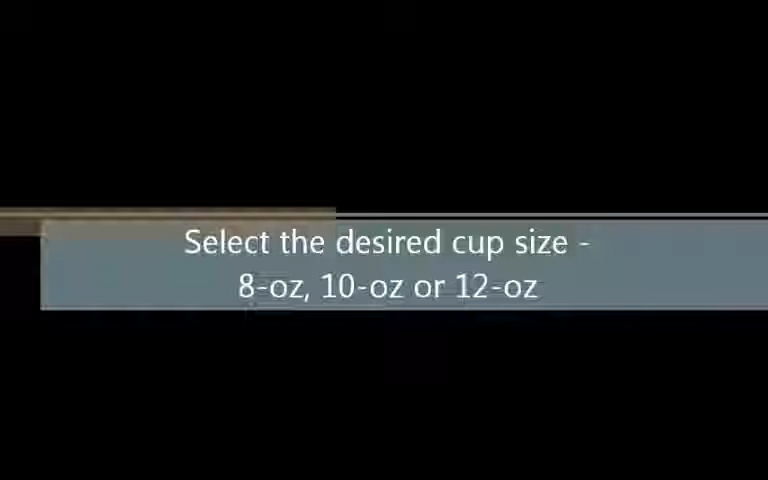 Select the desired cup size -
8-oz, 10-oz or 12-oz